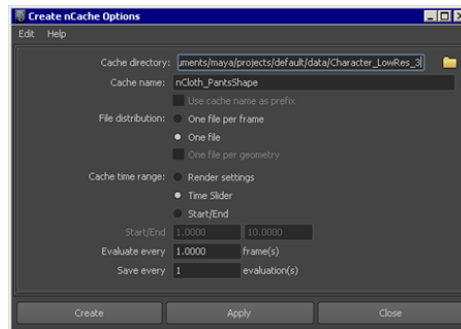 Create nCache Options
Edit Help
Cache directory: uments/maya/projects/default/data/Character_LowRes_3
Cache name: nCloth_PantsShape
Use cache name as prefix
File distribution: One file per frame
One file
One file per geometry
Cache time range: Render settings
Time Slider
Start/End
Start/End 1.0000 10.0000
Evaluate every 1.0000 frame(s)
Save every 1 evaluation(s)
Create Apply Close